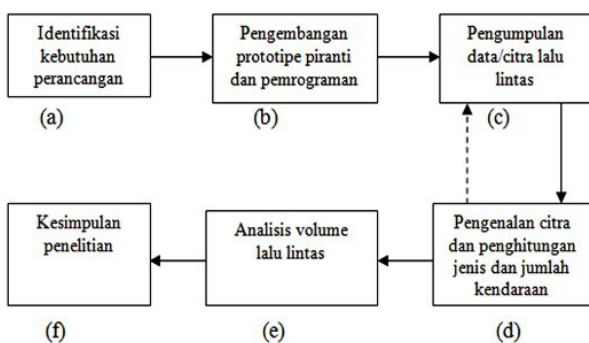 Identifikasi
kebutuhan
perancangan
(a)
Pengembangan
prototipe piranti
dan pemrograman
(b)
Pengumpulan
data/citra lalu
lintas
(c)
Pengenalan citra
dan penghitungan
jenis dan jumlah
kendaraan
(d)
Analisis volume
lalu lintas
(e)
Kesimpulan
penelitian
(f)